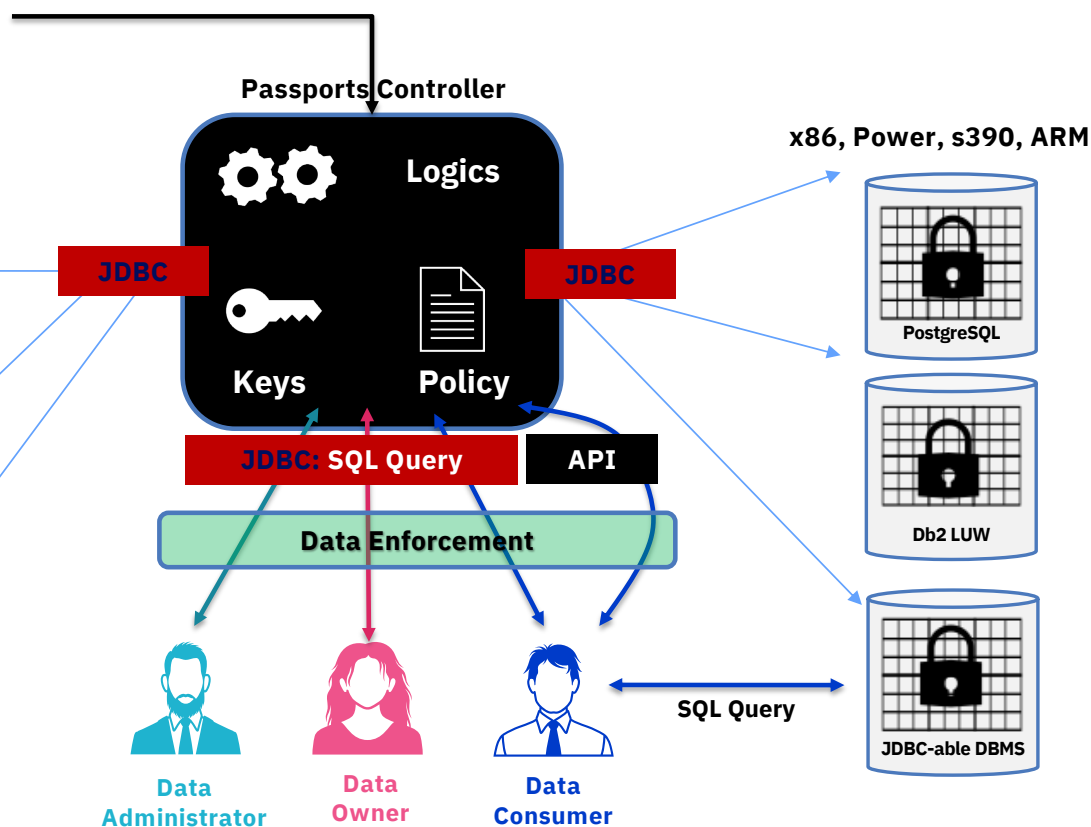 Passports Controller
x86, Power, s390, ARM
Logics
JDBC
JDBC
PostgreSQL
Keys
Policy
JDBC: SQL Query
API
Db2 LUW
Data Enforcement
SQL Query
JDBC-able DBMS
Data
Administrator
Data
Owner
Data
Consumer